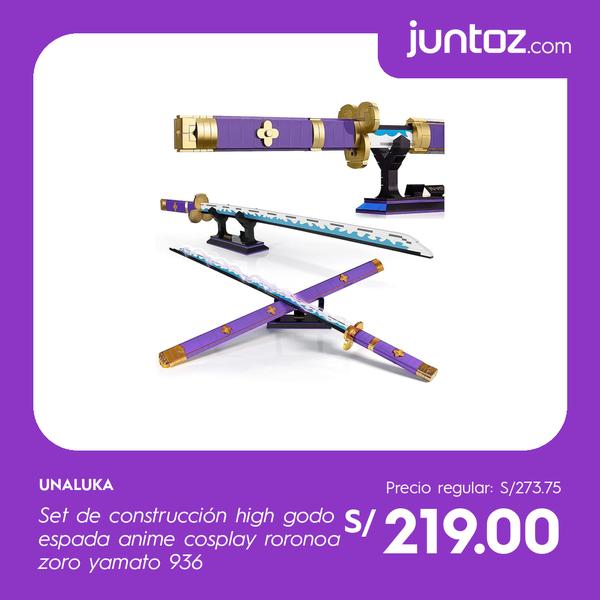 juntoz.com
UNALUKA
Set de construcción high godo
espada anime cosplay roronoa
zoro yamato 936
Precio regular: S/273.75
S/219.00